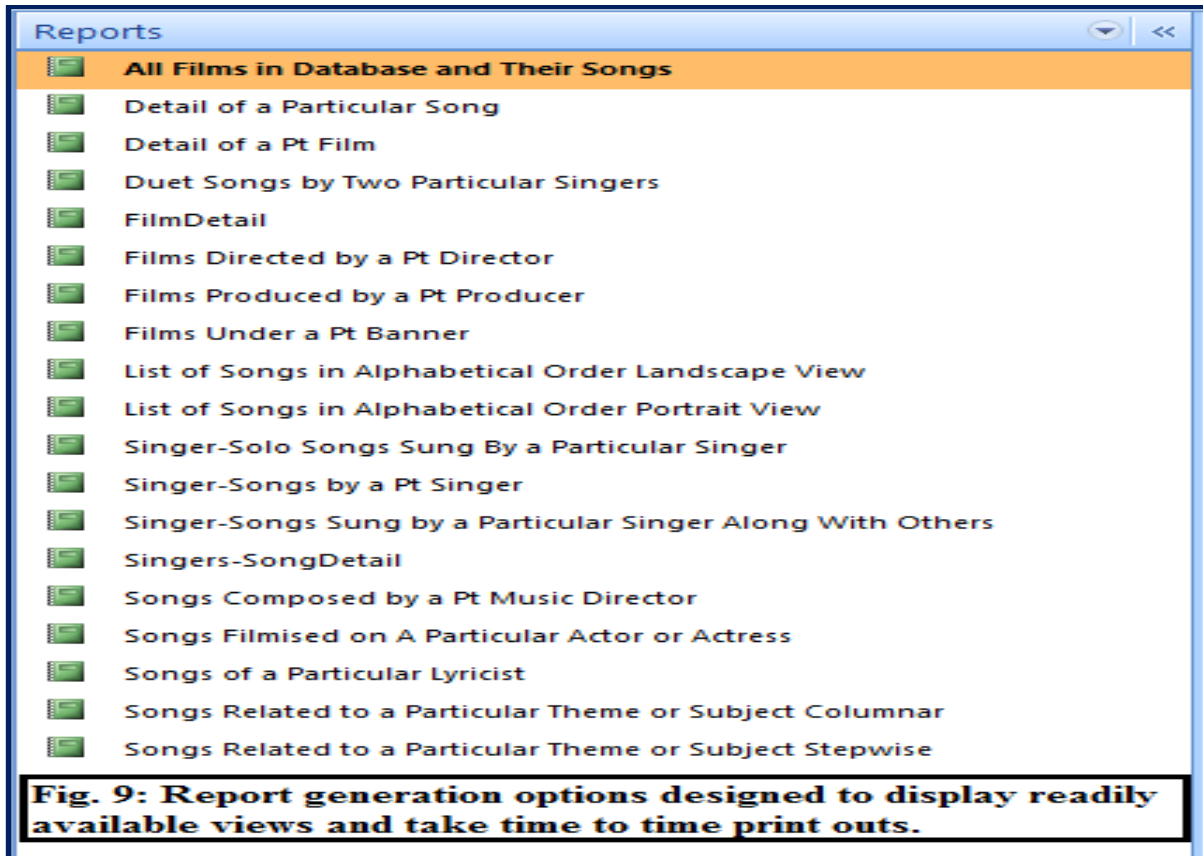 Reports
All Films in Database and Their Songs
Detail of a Particular Song
Detail of a Pt Film
Duet Songs by Two Particular Singers
FilmDetail
Films Directed by a Pt Director
Films Produced by a Pt Producer
Films Under a Pt Banner
List of Songs in Alphabetical Order Landscape View
List of Songs in Alphabetical Order Portrait View
Singer-Solo Songs Sung By a Particular Singer
Singer-Songs by a Pt Singer
Singer-Songs Sung by a Particular Singer Along With Others
Singers-SongDetail
Songs Composed by a Pt Music Director
Songs Filmised on A Particular Actor or Actress
Songs of a Particular Lyricist
Songs Related to a Particular Theme or Subject Columnar
Songs Related to a Particular Theme or Subject Stepwise
Fig. 9: Report generation options designed to display readily
available views and take time to time print outs.